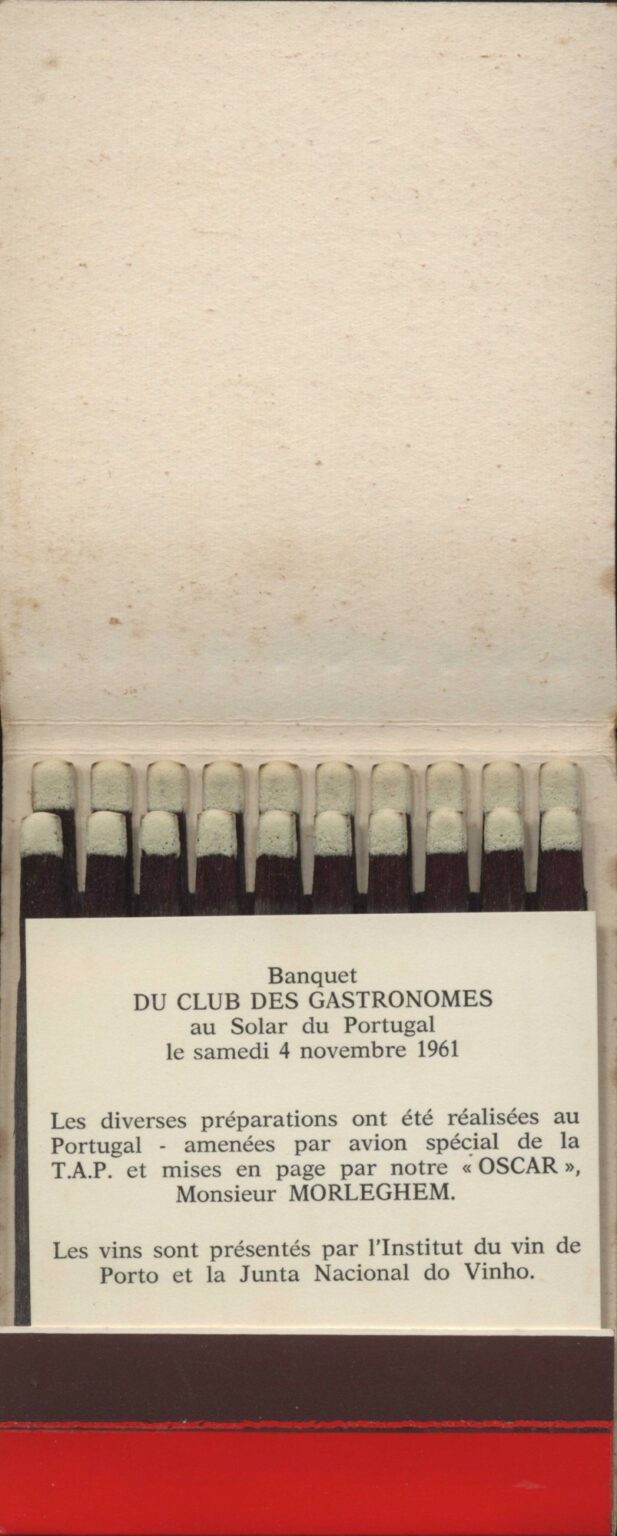 Banquet
DU CLUB DES GASTRONOMES
au Solar du Portugal
le samedi 4 novembre 1961
Les diverses préparations ont été réalisées au
Portugal - amenées par avion spécial de la
T.A.P. et mises en page par notre « OSCAR »,
Monsieur MORLEGHEM.
Les vins sont présentés par l'Institut du vin de
Porto et la Junta Nacional do Vinho.